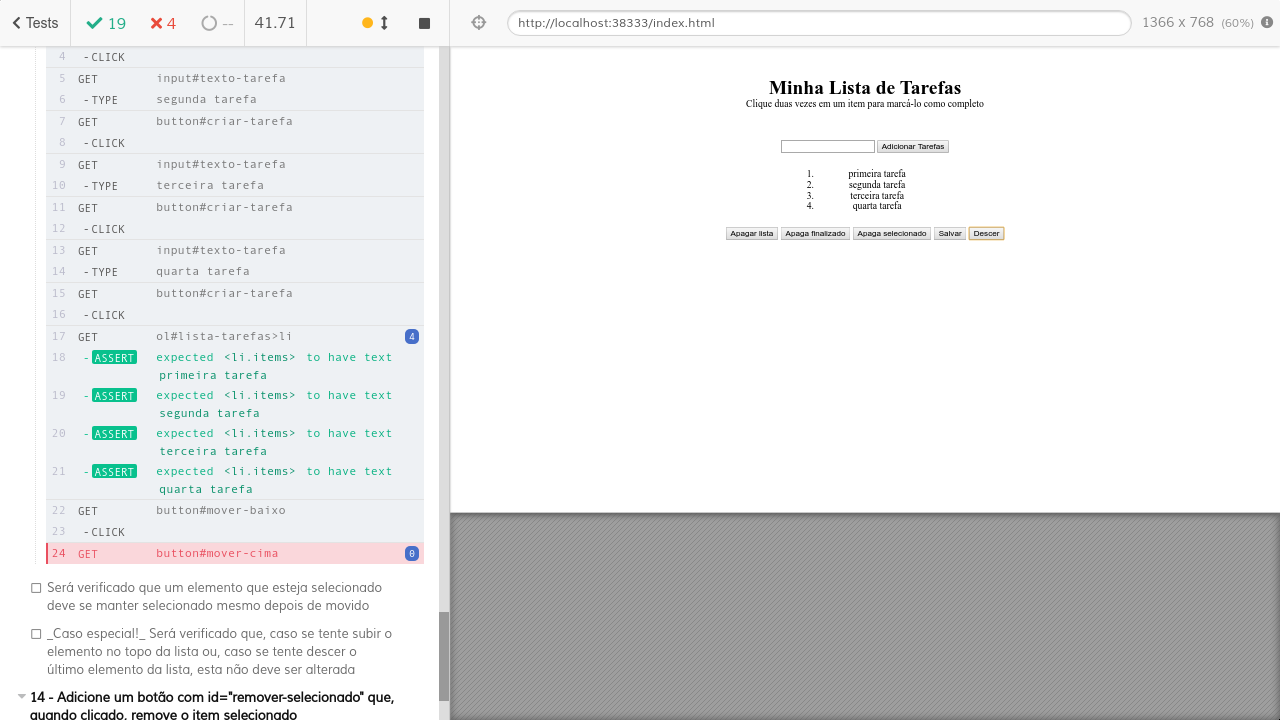 Tests
19
4
--
41.71
http://localhost:38333/index.html
1366 x 768 (60%)
4 -CLICK
5 GET input#texto-tarefa
6 -TYPE segunda tarefa
7 GET button#criar-tarefa
8 -CLICK
9 GET input#texto-tarefa
10 -TYPE terceira tarefa
11 GET button#criar-tarefa
12 -CLICK
13 GET input#texto-tarefa
14 -TYPE quarta tarefa
15 GET button#criar-tarefa
16 -CLICK
17 GET ol#lista-tarefas>li 4
18 -ASSERT expected <li.items> to have text
primeira tarefa
19 -ASSERT expected <li.items> to have text
segunda tarefa
20 -ASSERT expected <li.items> to have text
terceira tarefa
21 -ASSERT expected <li.items> to have text
quarta tarefa
22 GET button#mover-baixo
23 -CLICK
24 GET button#mover-cima 0
Será verificado que um elemento que esteja selecionado
deve se manter selecionado mesmo depois de movido
_Caso especial!_ Será verificado que, caso se tente subir o
elemento no topo da lista ou, caso se tente descer o
último elemento da lista, esta não deve ser alterada
14 - Adicione um botão com id="remover-selecionado" que,
quando clicado, remove o item selecionado
Minha Lista de Tarefas
Clique duas vezes em um item para marcá-lo como completo
Adicionar Tarefas
1. primeira tarefa
2. segunda tarefa
3. terceira tarefa
4. quarta tarefa
Apagar lista Apaga finalizado Apaga selecionado Salvar Descer